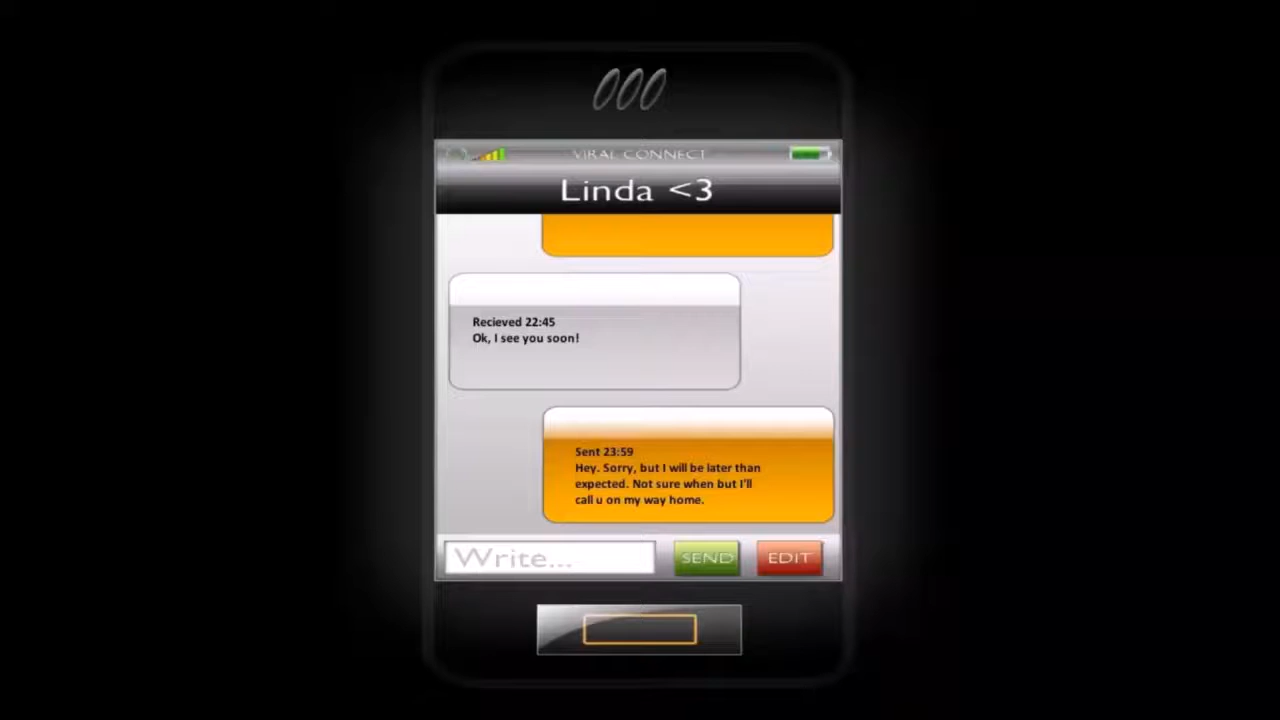 VIRAL CONNECT
Linda <3
Recieved 22:45
Ok, I see you soon!
Sent 23:59
Hey. Sorry, but I will be later than
expected. Not sure when but I'll
call u on my way home.
Write...
SEND
EDIT